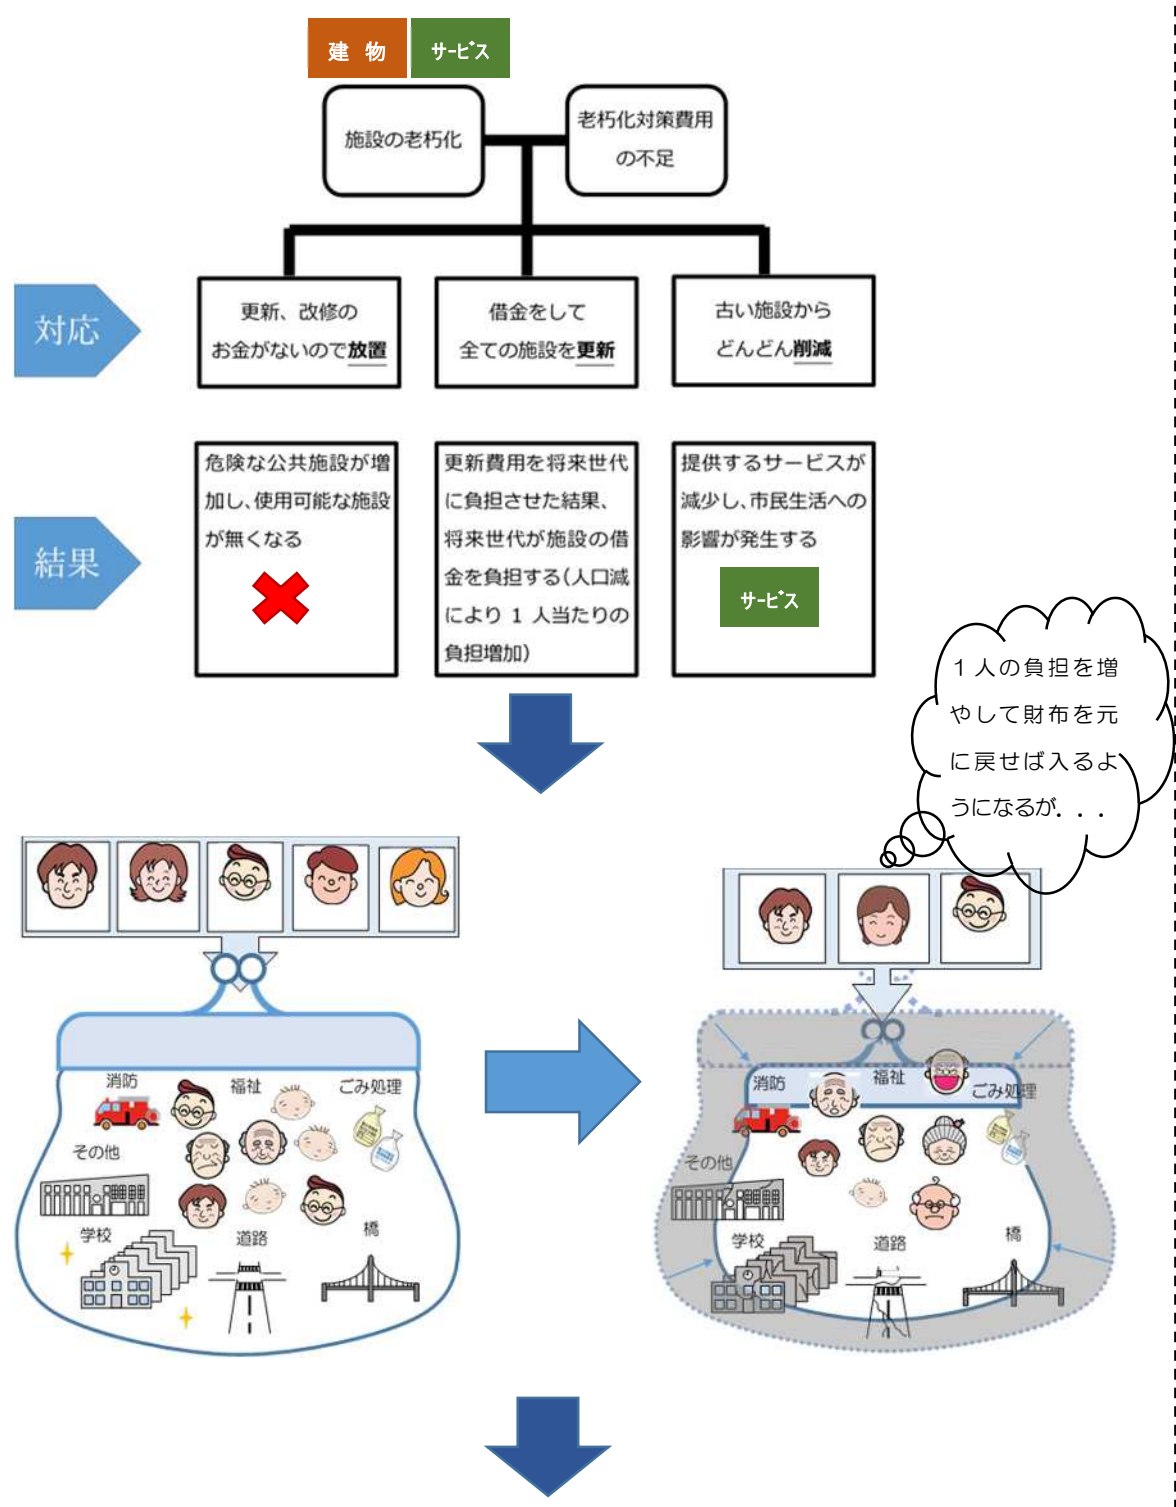 建 物
サービス
施設の老朽化
老朽化対策費用
の不足
対応
更新、改修の
お金がないので放置
借金をして
全ての施設を更新
古い施設から
どんどん削減
結果
危険な公共施設が増
加し、使用可能な施設
が無くなる
更新費用を将来世代
に負担させた結果、
将来世代が施設の借
金を負担する(人口減
により 1 人当たりの
負担増加)
提供するサービスが
減少し、市民生活への
影響が発生する
サービス
１人の負担を増
やして財布を元
に戻せば入るよ
うになるが．．．
消防
福祉
ごみ処理
その他
学校
道路
橋
消防
福祉
ごみ処理
その他
学校
道路
橋